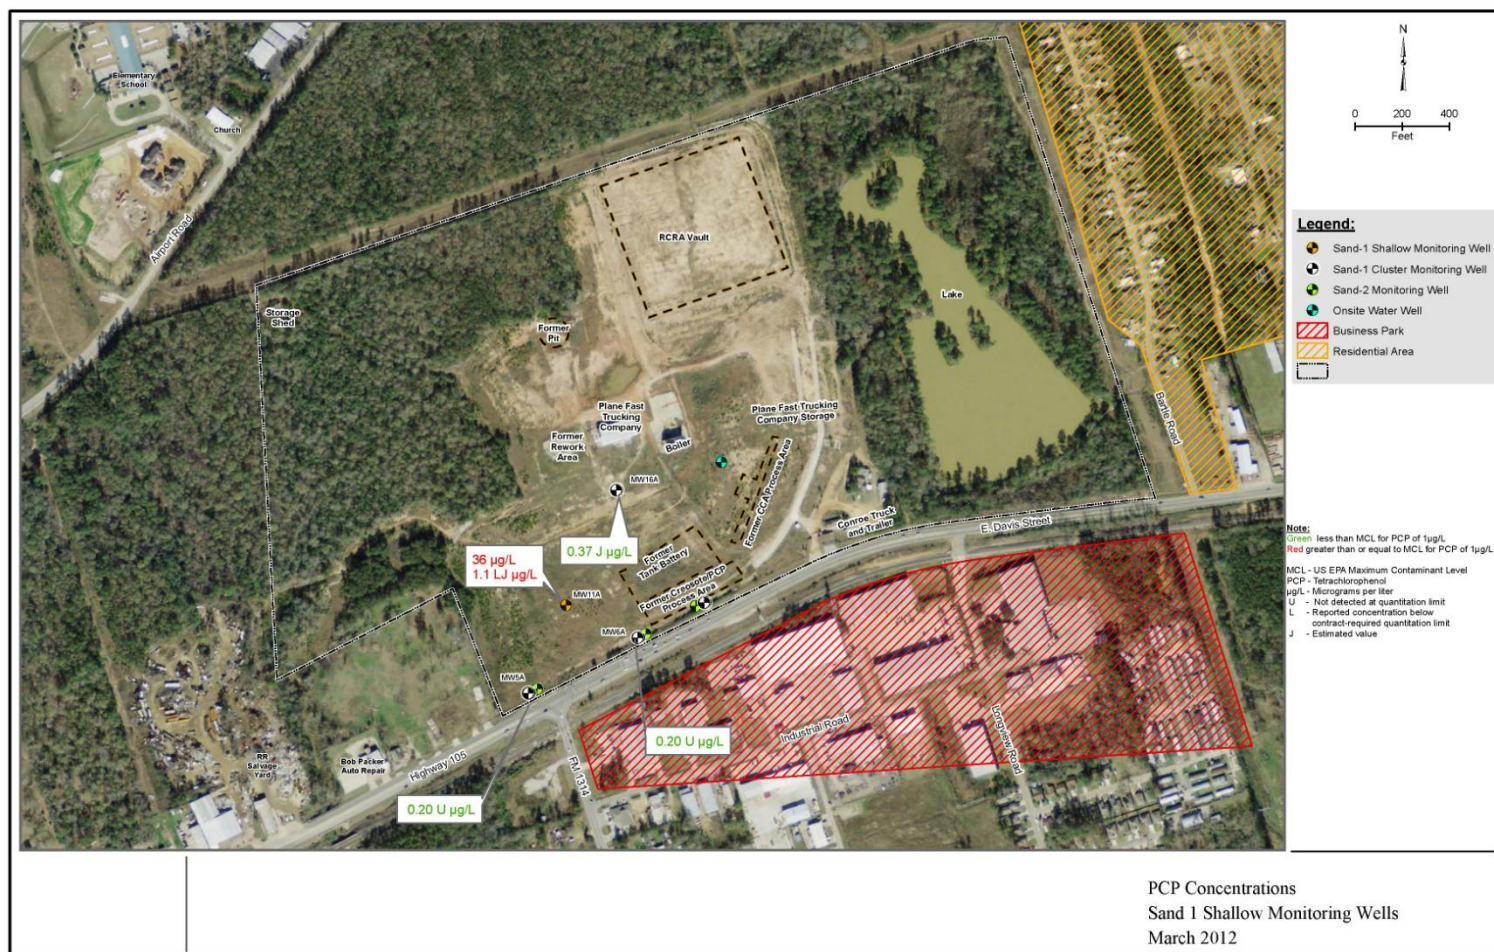 Elementary
School
Church
Airport Road
RCRA Vault
Lake
Storage
Shed
Former
Pit
Plane Fast
Trucking
Company
Plane Fast Trucking
Company Storage
Former
Rework
Area
Boiler
Bartle Road
MW16A
Former CCA Process Area
Conroe Truck
and Trailer
E. Davis Street
0.37 J µg/L
36 µg/L
1.1 LJ µg/L
Former
Tank Battery
Former Creosote/PCP
Process Area
MW11A
MW6A
MW5A
0.20 U µg/L
Industrial Road
Longview Road
Highway 105
FM 1314
RR
Salvage
Yard
Bob Packer
Auto Repair
0.20 U µg/L
N
0 200 400
Feet
Legend:
Sand-1 Shallow Monitoring Well
Sand-1 Cluster Monitoring Well
Sand-2 Monitoring Well
Onsite Water Well
Business Park
Residential Area
Note:
Green less than MCL for PCP of 1µg/L
Red greater than or equal to MCL for PCP of 1µg/L
MCL - US EPA Maximum Contaminant Level
PCP - Tetrachlorophenol
µg/L - Micrograms per liter
U - Not detected at quantitation limit
L - Reported concentration below
contract-required quantitation limit
J - Estimated value
PCP Concentrations
Sand 1 Shallow Monitoring Wells
March 2012